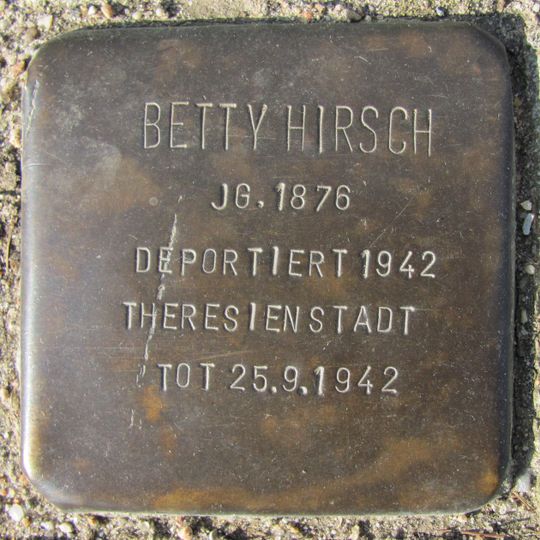 BETTY HIRSCH
JG. 1876
DEPORTIERT 1942
THERESIENSTADT
TOT 25.9.1942